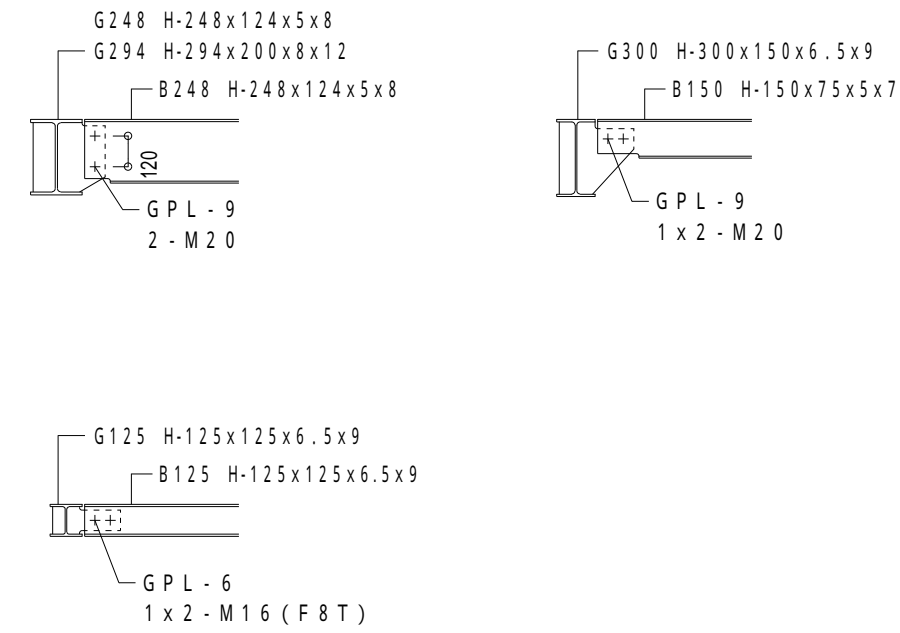 G248 H-248x124x5x8
G294 H-294x200x8x12
B248 H-248x124x5x8
120
GPL-9
2-M20
G300 H-300x150x6.5x9
B150 H-150x75x5x7
GPL-9
1x2-M20
G125 H-125x125x6.5x9
B125 H-125x125x6.5x9
GPL-6
1x2-M16(F8T)